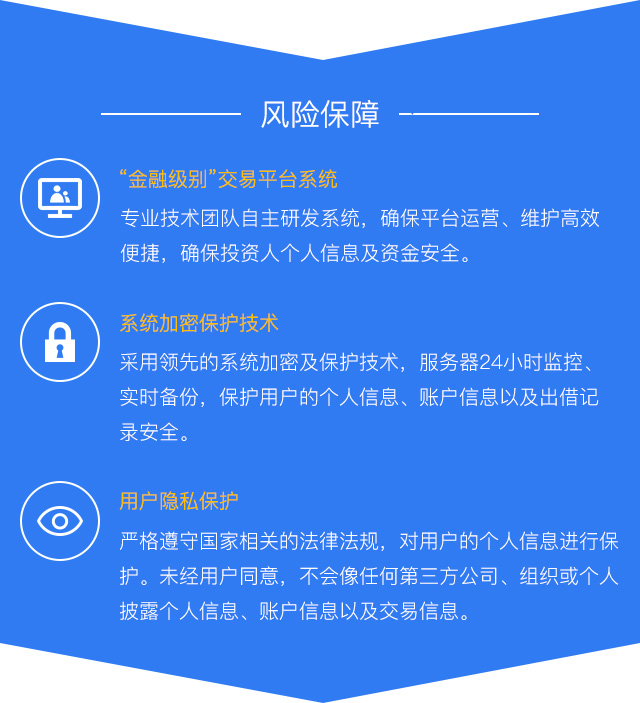 风险保障
“金融级别”交易平台系统
专业技术团队自主研发系统，确保平台运营、维护高效
便捷，确保投资人个人信息及资金安全。
系统加密保护技术
采用领先的系统加密及保护技术，服务器24小时监控、
实时备份，保护用户的个人信息、账户信息以及出借记
录安全。
用户隐私保护
严格遵守国家相关的法律法规，对用户的个人信息进行保
护。未经用户同意，不会像任何第三方公司、组织或个人
披露个人信息、账户信息以及交易信息。